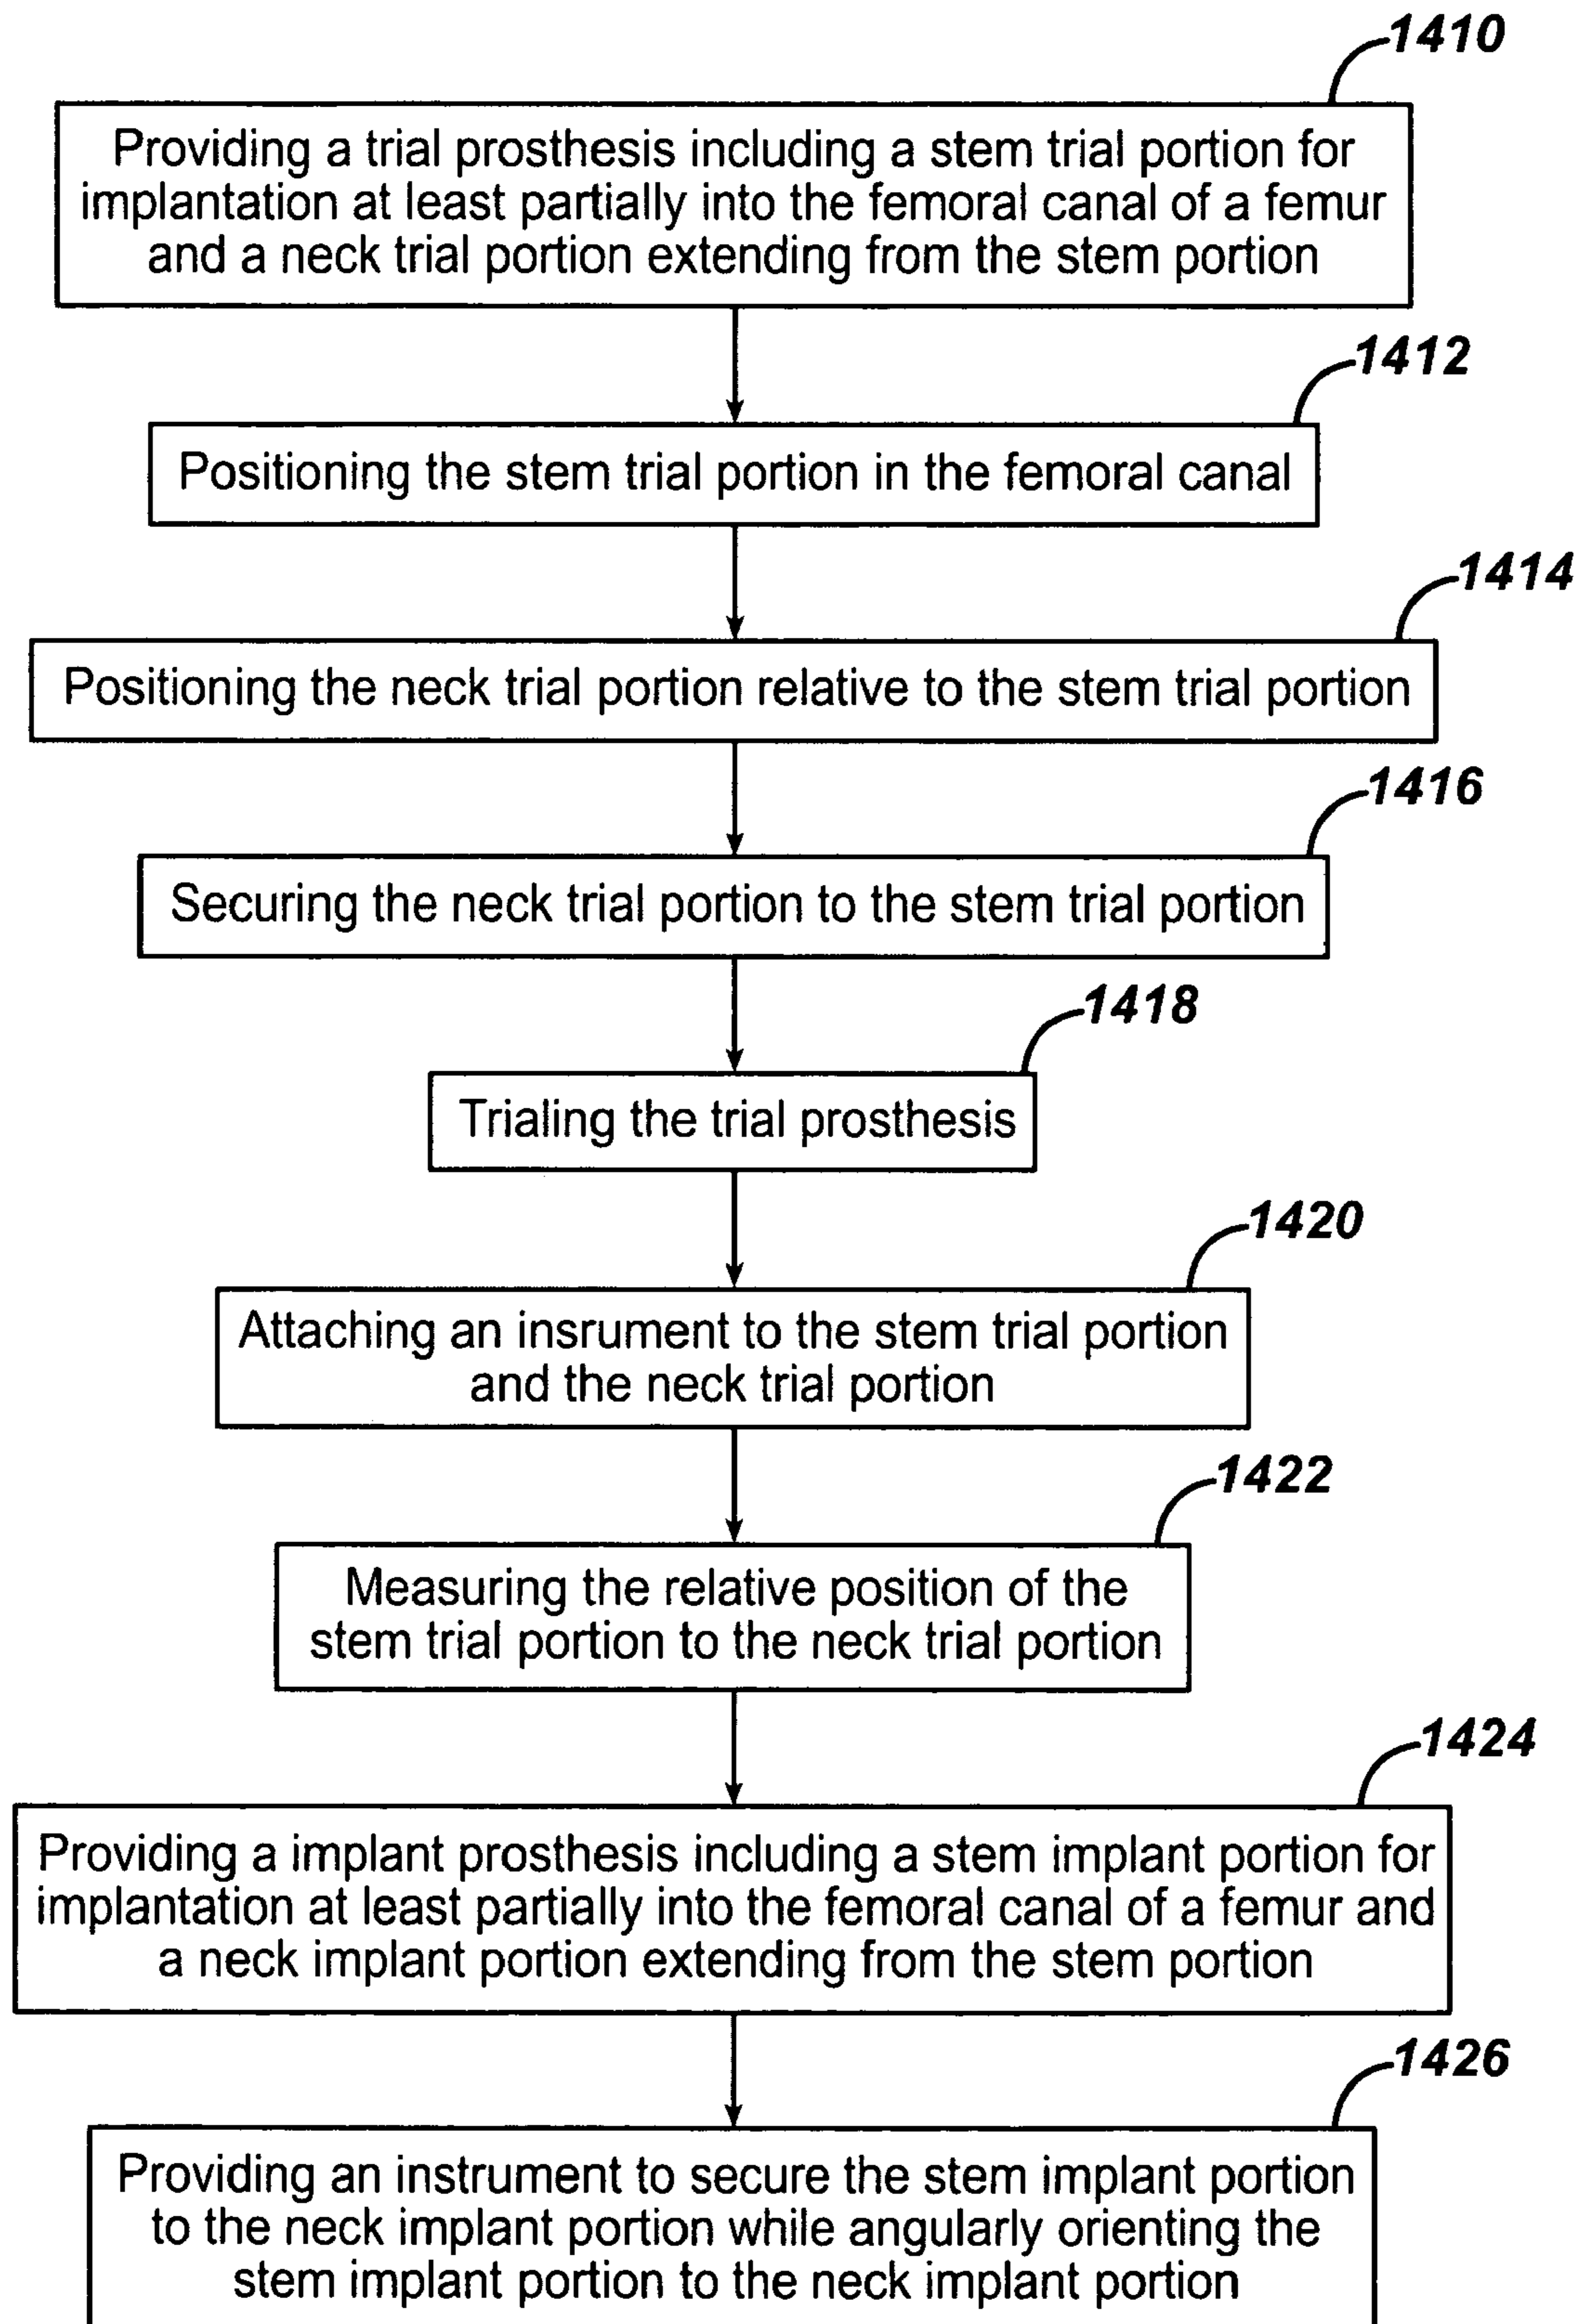 1410
Providing a trial prosthesis including a stem trial portion for
implantation at least partially into the femoral canal of a femur
and a neck trial portion extending from the stem portion
1412
Positioning the stem trial portion in the femoral canal
1414
Positioning the neck trial portion relative to the stem trial portion
1416
Securing the neck trial portion to the stem trial portion
1418
Trialing the trial prosthesis
1420
Attaching an insrument to the stem trial portion
and the neck trial portion
1422
Measuring the relative position of the
stem trial portion to the neck trial portion
1424
Providing a implant prosthesis including a stem implant portion for
implantation at least partially into the femoral canal of a femur and
a neck implant portion extending from the stem portion
1426
Providing an instrument to secure the stem implant portion
to the neck implant portion while angularly orienting the
stem implant portion to the neck implant portion